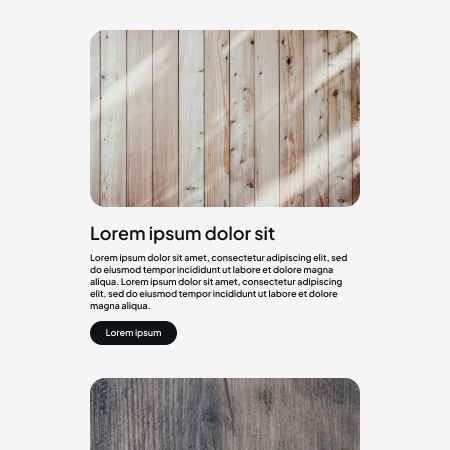 Lorem ipsum dolor sit
Lorem ipsum dolor sit amet, consectetur adipiscing elit, sed
do eiusmod tempor incididunt ut labore et dolore magna
aliqua. Lorem ipsum dolor sit amet, consectetur adipiscing
elit, sed do eiusmod tempor incididunt ut labore et dolore
magna aliqua.
Lorem ipsum